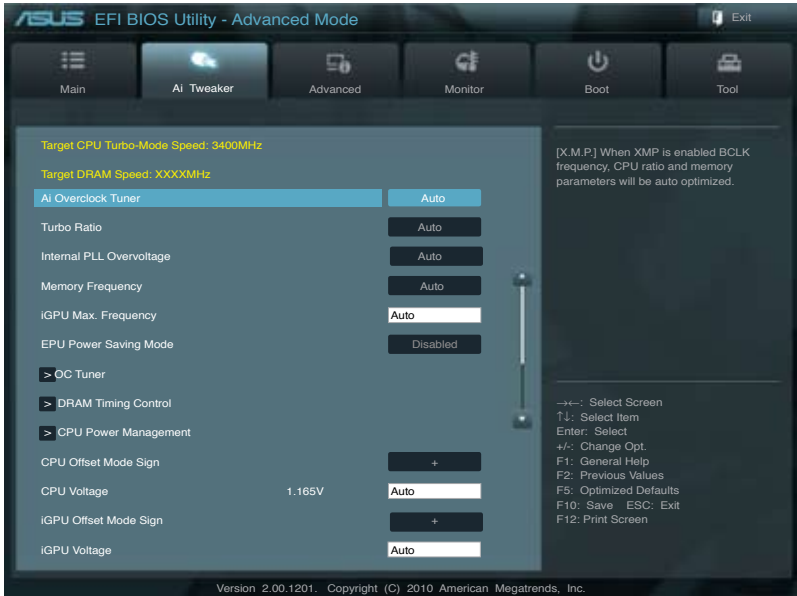 ASUS EFI BIOS Utility - Advanced Mode
Exit
Main
Ai Tweaker
Advanced
Monitor
Boot
Tool
Target CPU Turbo-Mode Speed: 3400MHz
Target DRAM Speed: XXXXMHz
Ai Overclock Tuner Auto
Turbo Ratio Auto
Internal PLL Overvoltage Auto
Memory Frequency Auto
iGPU Max. Frequency Auto
EPU Power Saving Mode Disabled
> OC Tuner
> DRAM Timing Control
> CPU Power Management
CPU Offset Mode Sign +
CPU Voltage 1.165V Auto
iGPU Offset Mode Sign +
iGPU Voltage Auto
[X.M.P.] When XMP is enabled BCLK
frequency, CPU ratio and memory
parameters will be auto optimized.
→←: Select Screen
↑↓: Select Item
Enter: Select
+/-: Change Opt.
F1: General Help
F2: Previous Values
F5: Optimized Defaults
F10: Save ESC: Exit
F12: Print Screen
Version 2.00.1201. Copyright (C) 2010 American Megatrends, Inc.